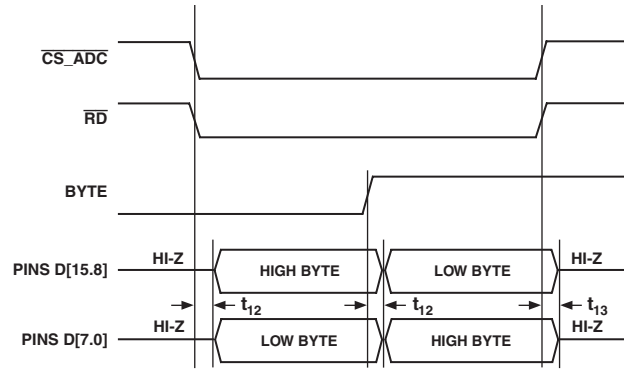 CS_ADC
RD
BYTE
PINS D[15.8] HI-Z HIGH BYTE LOW BYTE HI-Z
t12 t12 t13
PINS D[7.0] HI-Z LOW BYTE HIGH BYTE HI-Z